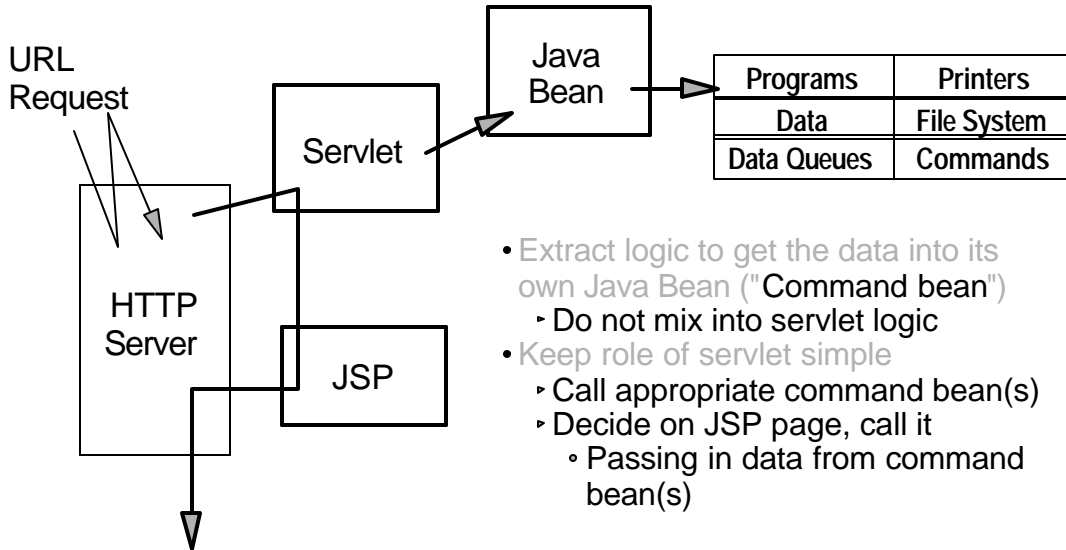 URL
Request
Java
Bean
Programs Printers
Data File System
Data Queues Commands
Servlet
HTTP
Server
JSP
• Extract logic to get the data into its
own Java Bean ("Command bean")
▸ Do not mix into servlet logic
• Keep role of servlet simple
▸ Call appropriate command bean(s)
▸ Decide on JSP page, call it
∘ Passing in data from command
bean(s)